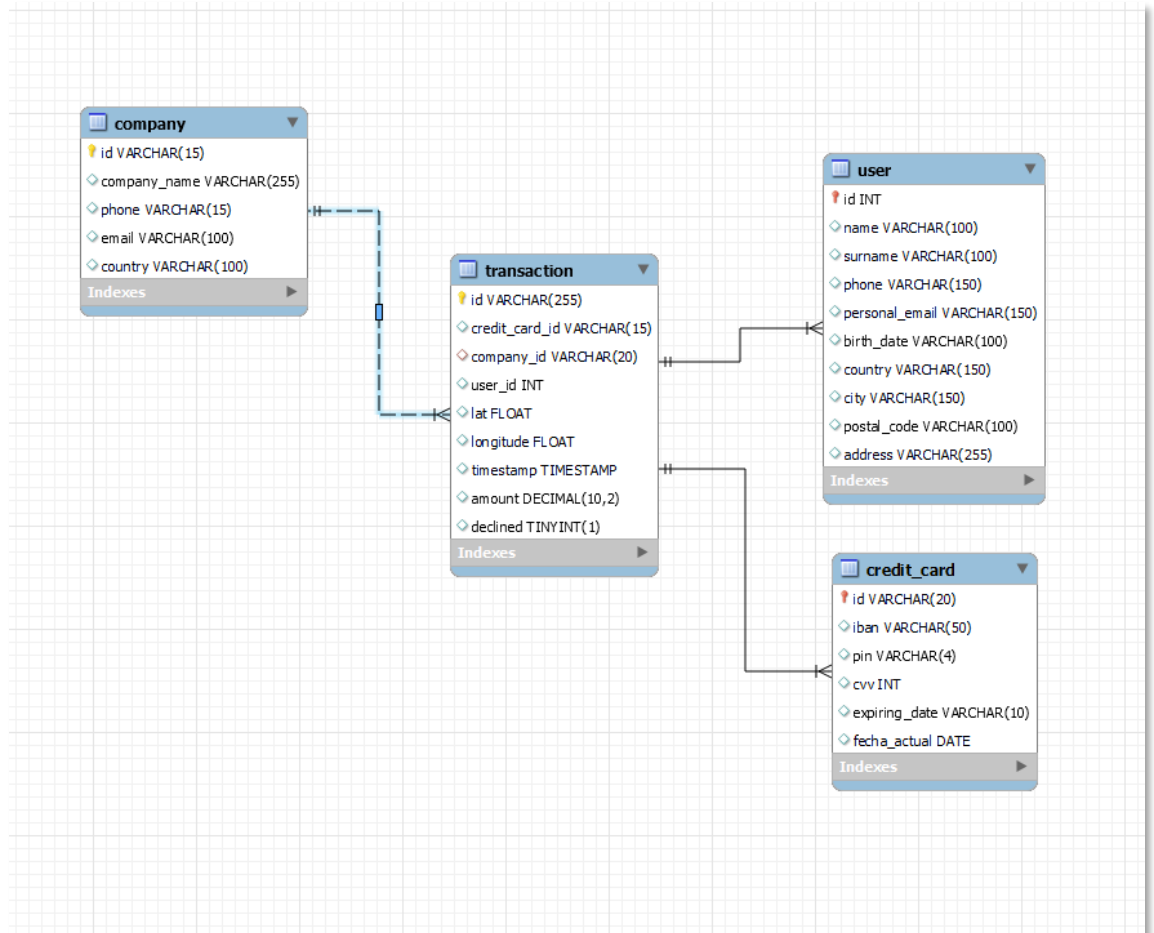 company
id VARCHAR(15)
company_name VARCHAR(255)
phone VARCHAR(15)
email VARCHAR(100)
country VARCHAR(100)
Indexes
transaction
id VARCHAR(255)
credit_card_id VARCHAR(15)
company_id VARCHAR(20)
user_id INT
lat FLOAT
longitude FLOAT
timestamp TIMESTAMP
amount DECIMAL(10,2)
declined TINYINT(1)
Indexes
user
id INT
name VARCHAR(100)
surname VARCHAR(100)
phone VARCHAR(150)
personal_email VARCHAR(150)
birth_date VARCHAR(100)
country VARCHAR(150)
city VARCHAR(150)
postal_code VARCHAR(100)
address VARCHAR(255)
Indexes
credit_card
id VARCHAR(20)
iban VARCHAR(50)
pin VARCHAR(4)
cvv INT
expiring_date VARCHAR(10)
fecha_actual DATE
Indexes